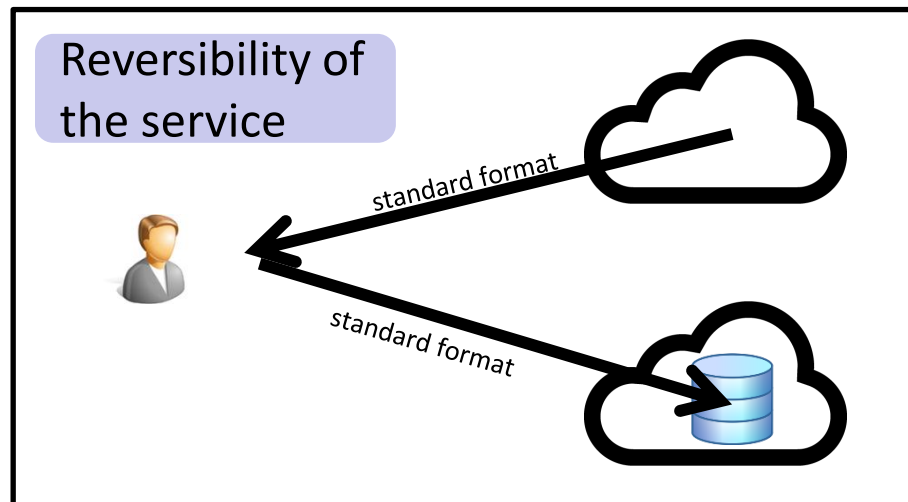 Reversibility of
the service
standard format
standard format